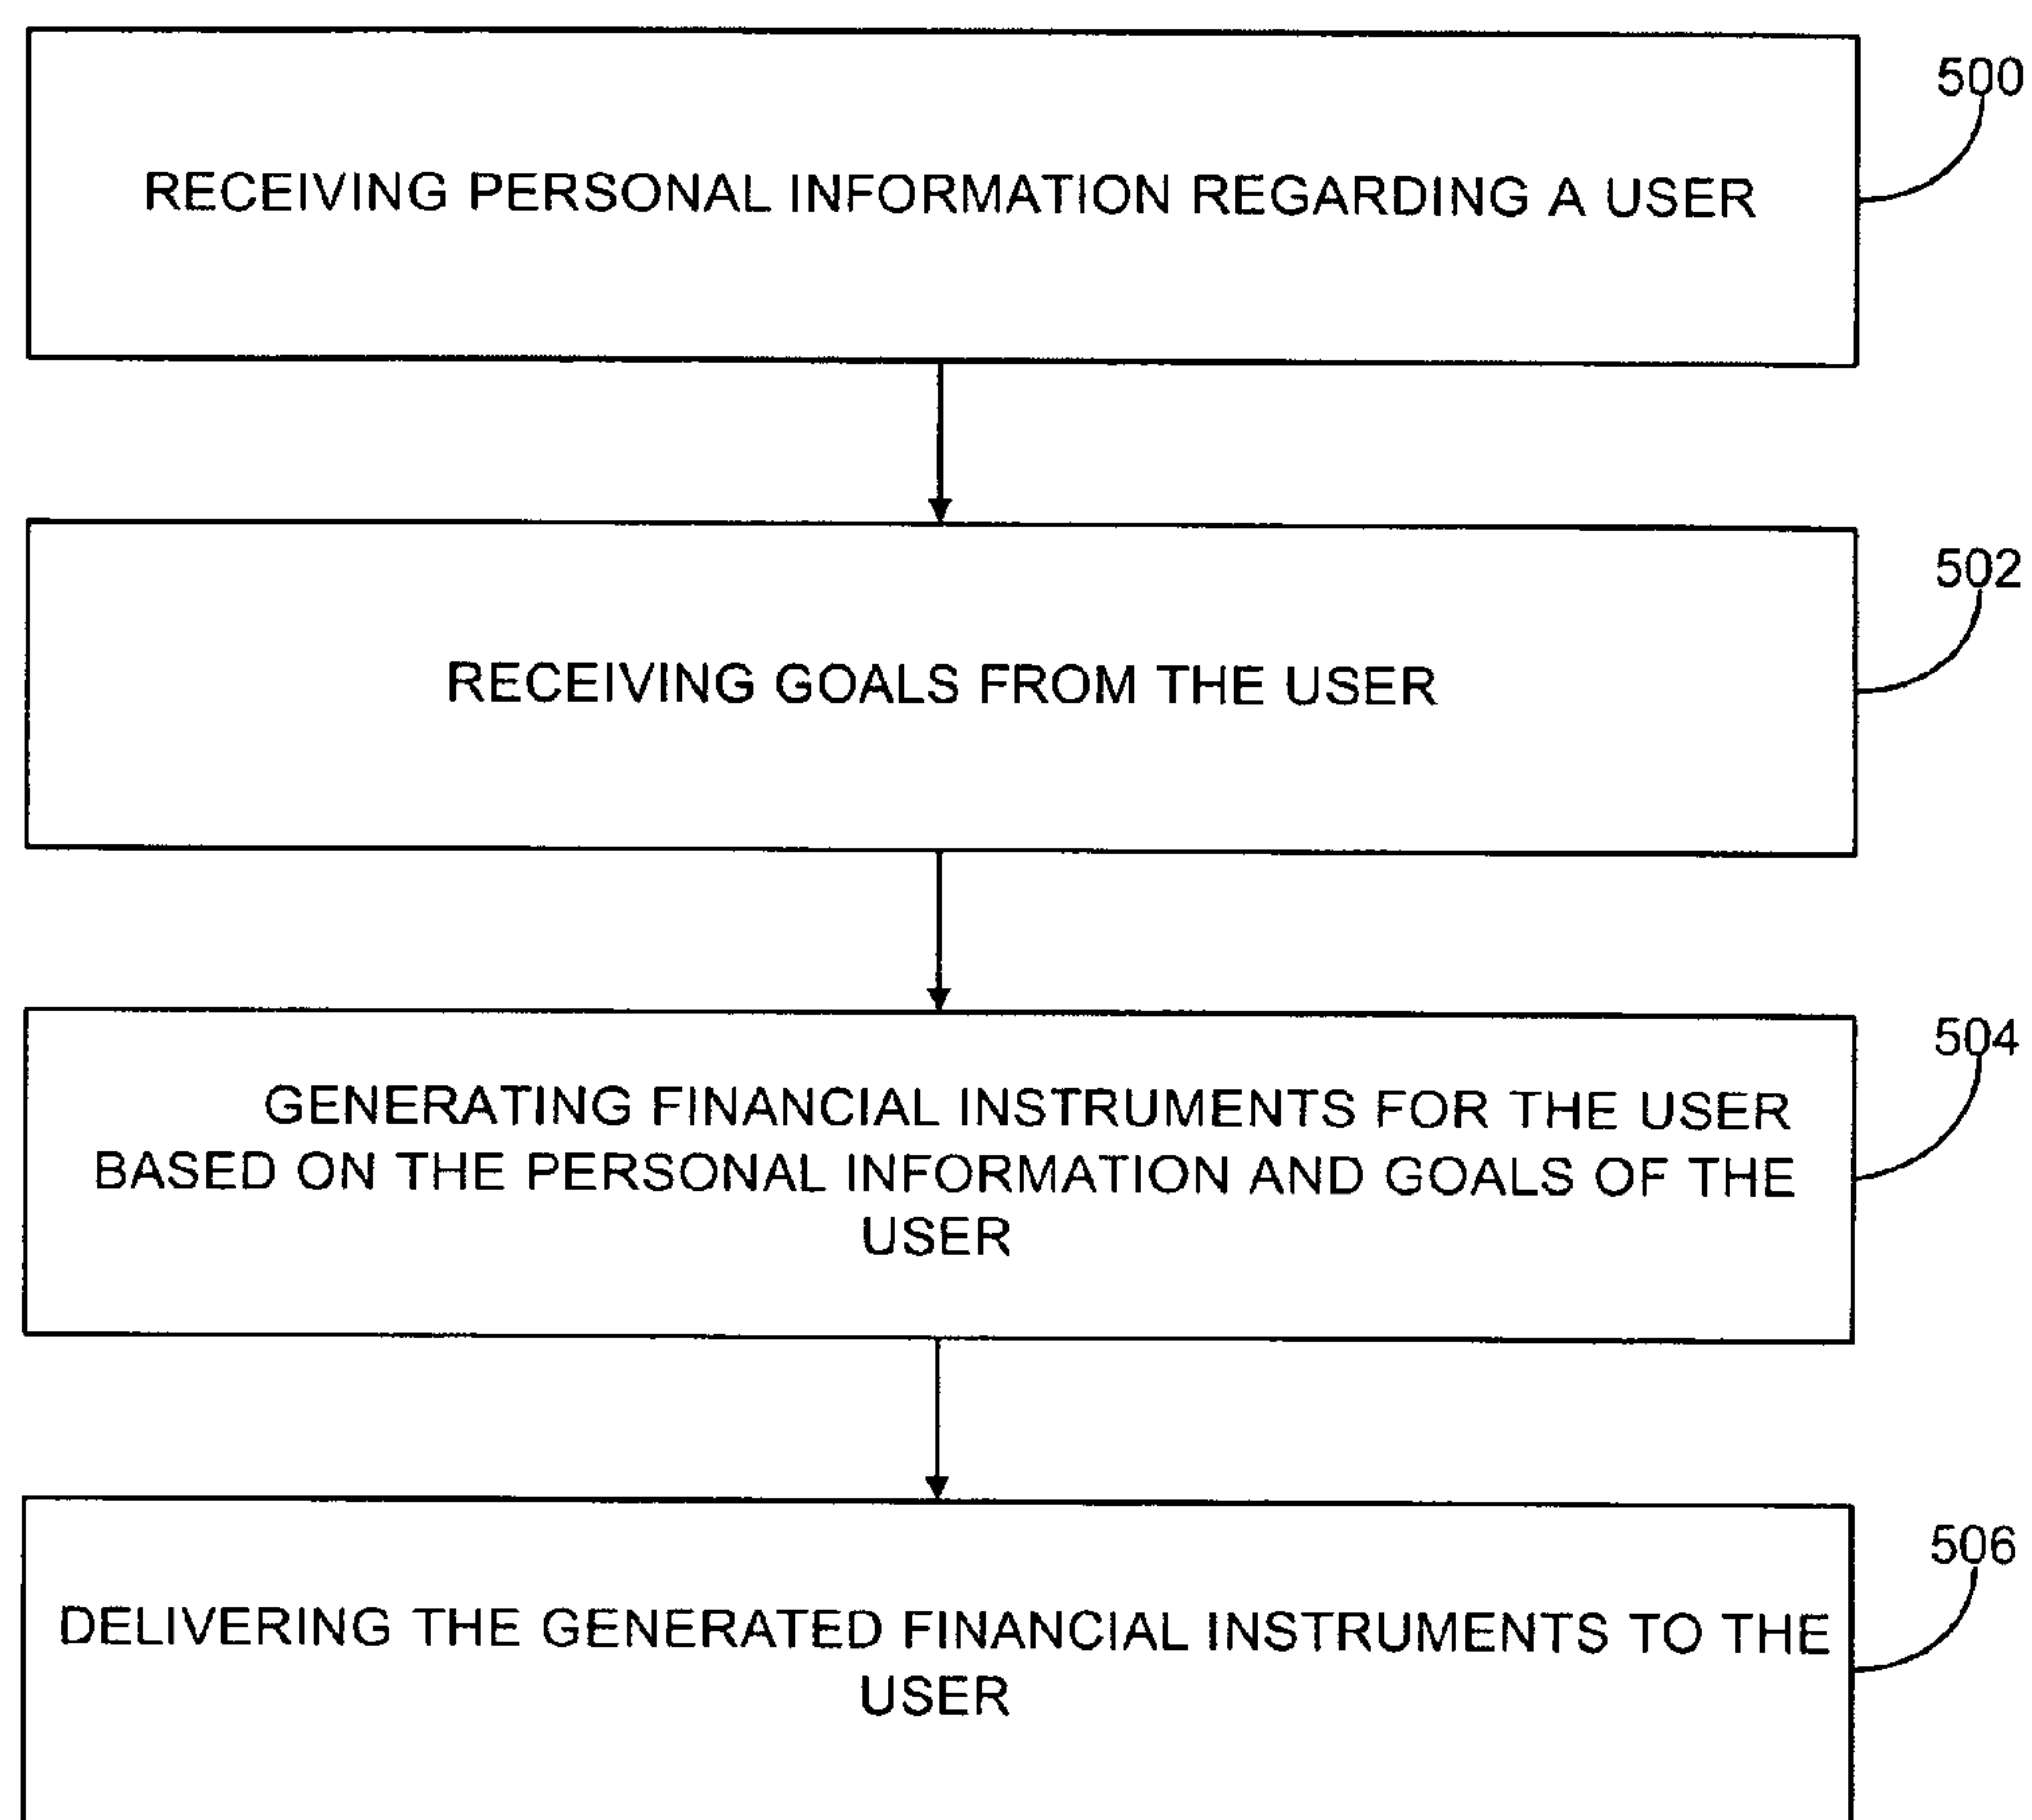 500
RECEIVING PERSONAL INFORMATION REGARDING A USER
502
RECEIVING GOALS FROM THE USER
504
GENERATING FINANCIAL INSTRUMENTS FOR THE USER
BASED ON THE PERSONAL INFORMATION AND GOALS OF THE
USER
506
DELIVERING THE GENERATED FINANCIAL INSTRUMENTS TO THE
USER